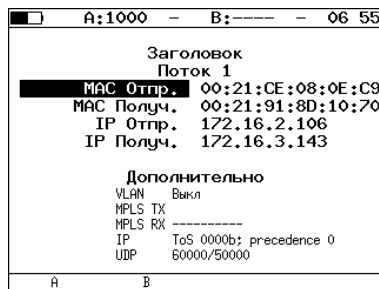 A:1000 – B:---- – 06 55
Заголовок
Поток 1
MAC Отпр. 00:21:CE:08:0E:C9
MAC Получ. 00:21:91:8D:10:70
IP Отпр. 172.16.2.106
IP Получ. 172.16.3.143
Дополнительно
VLAN Выкл
MPLS TX
MPLS RX ----------
IP ToS 0000b; precedence 0
UDP 60000/50000
A B